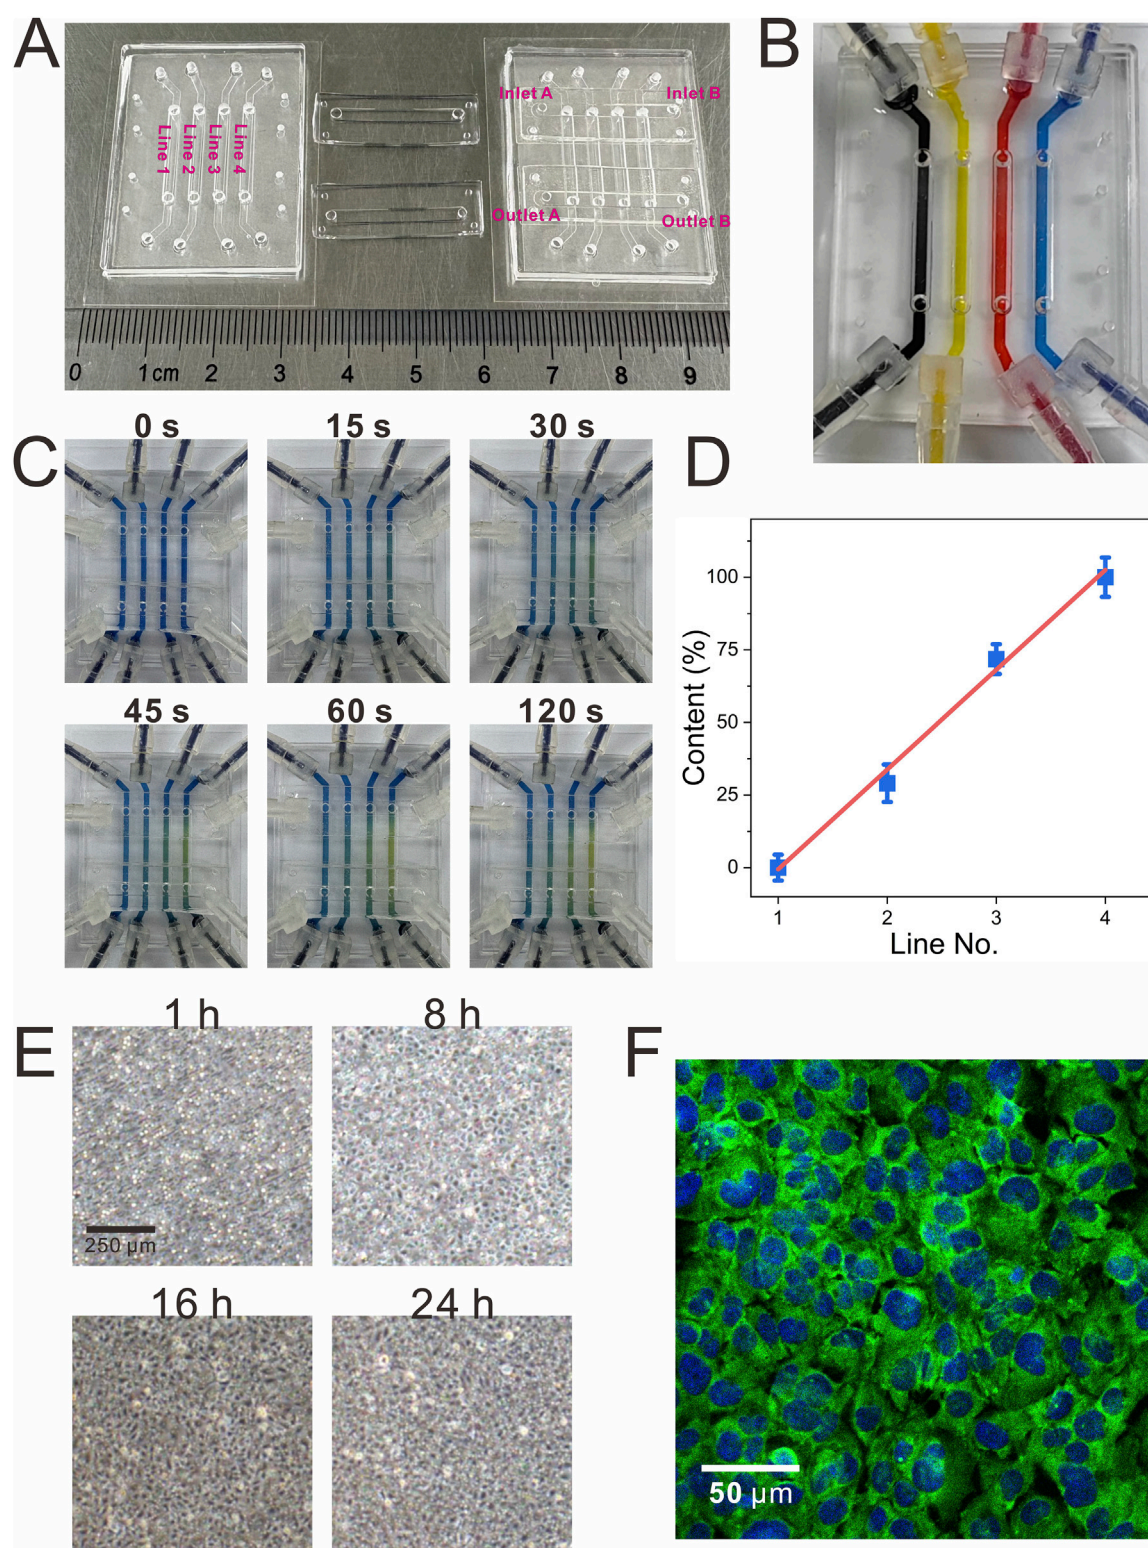 A
Line 1
Line 2
Line 3
Line 4
Inlet A
Inlet B
Outlet A
Outlet B
0 1 cm 2 3 4 5 6 7 8 9
B
C
0 s 15 s 30 s
45 s 60 s 120 s
D
Content (%)
100
75
50
25
0
1 2 3 4
Line No.
E
1 h 8 h
250 µm
16 h 24 h
F
50 µm